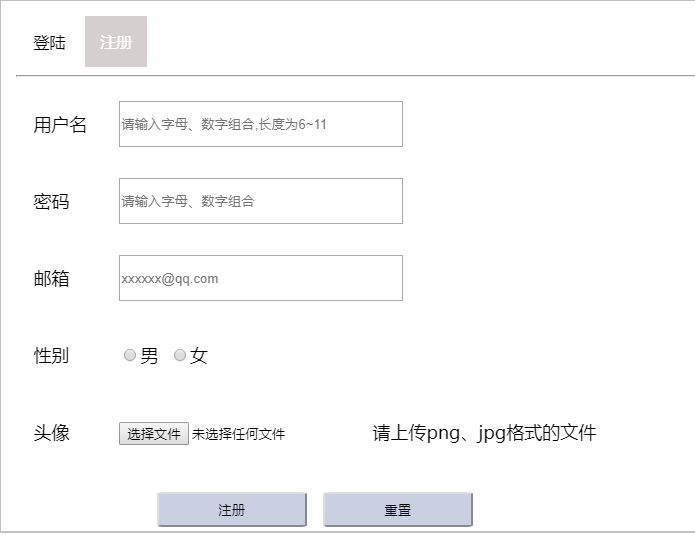 登陆 注册
用户名 请输入字母、数字组合,长度为6~11
密码 请输入字母、数字组合
邮箱 xxxxxx@qq.com
性别 男 女
头像 选择文件 未选择任何文件 请上传png、jpg格式的文件
注册 重置